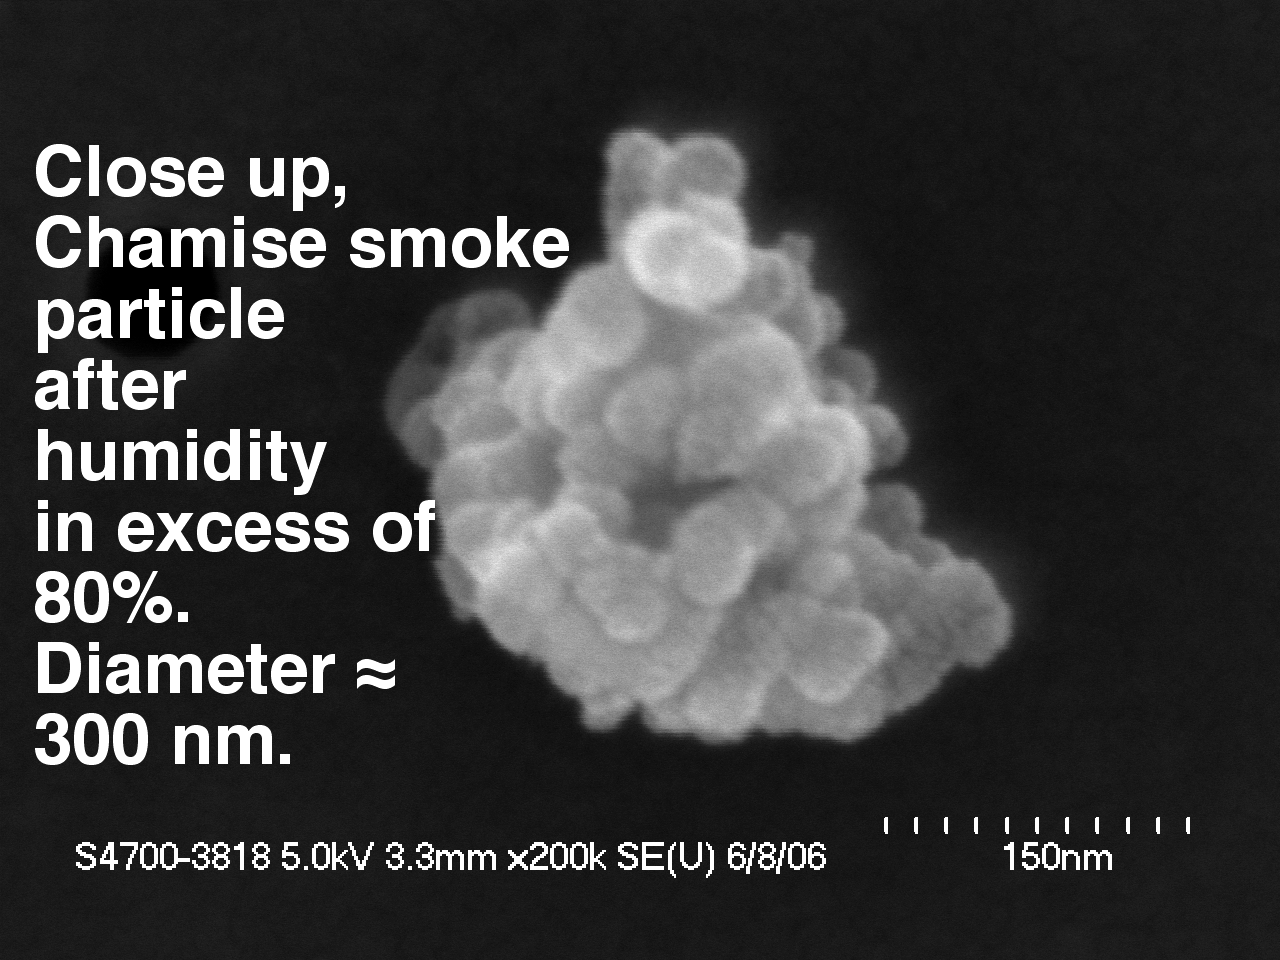 Close up,
Chamise smoke
particle
after
humidity
in excess of
80%.
Diameter ≈
300 nm.
S4700-3818 5.0kV 3.3mm x200k SE(U) 6/8/06
150nm